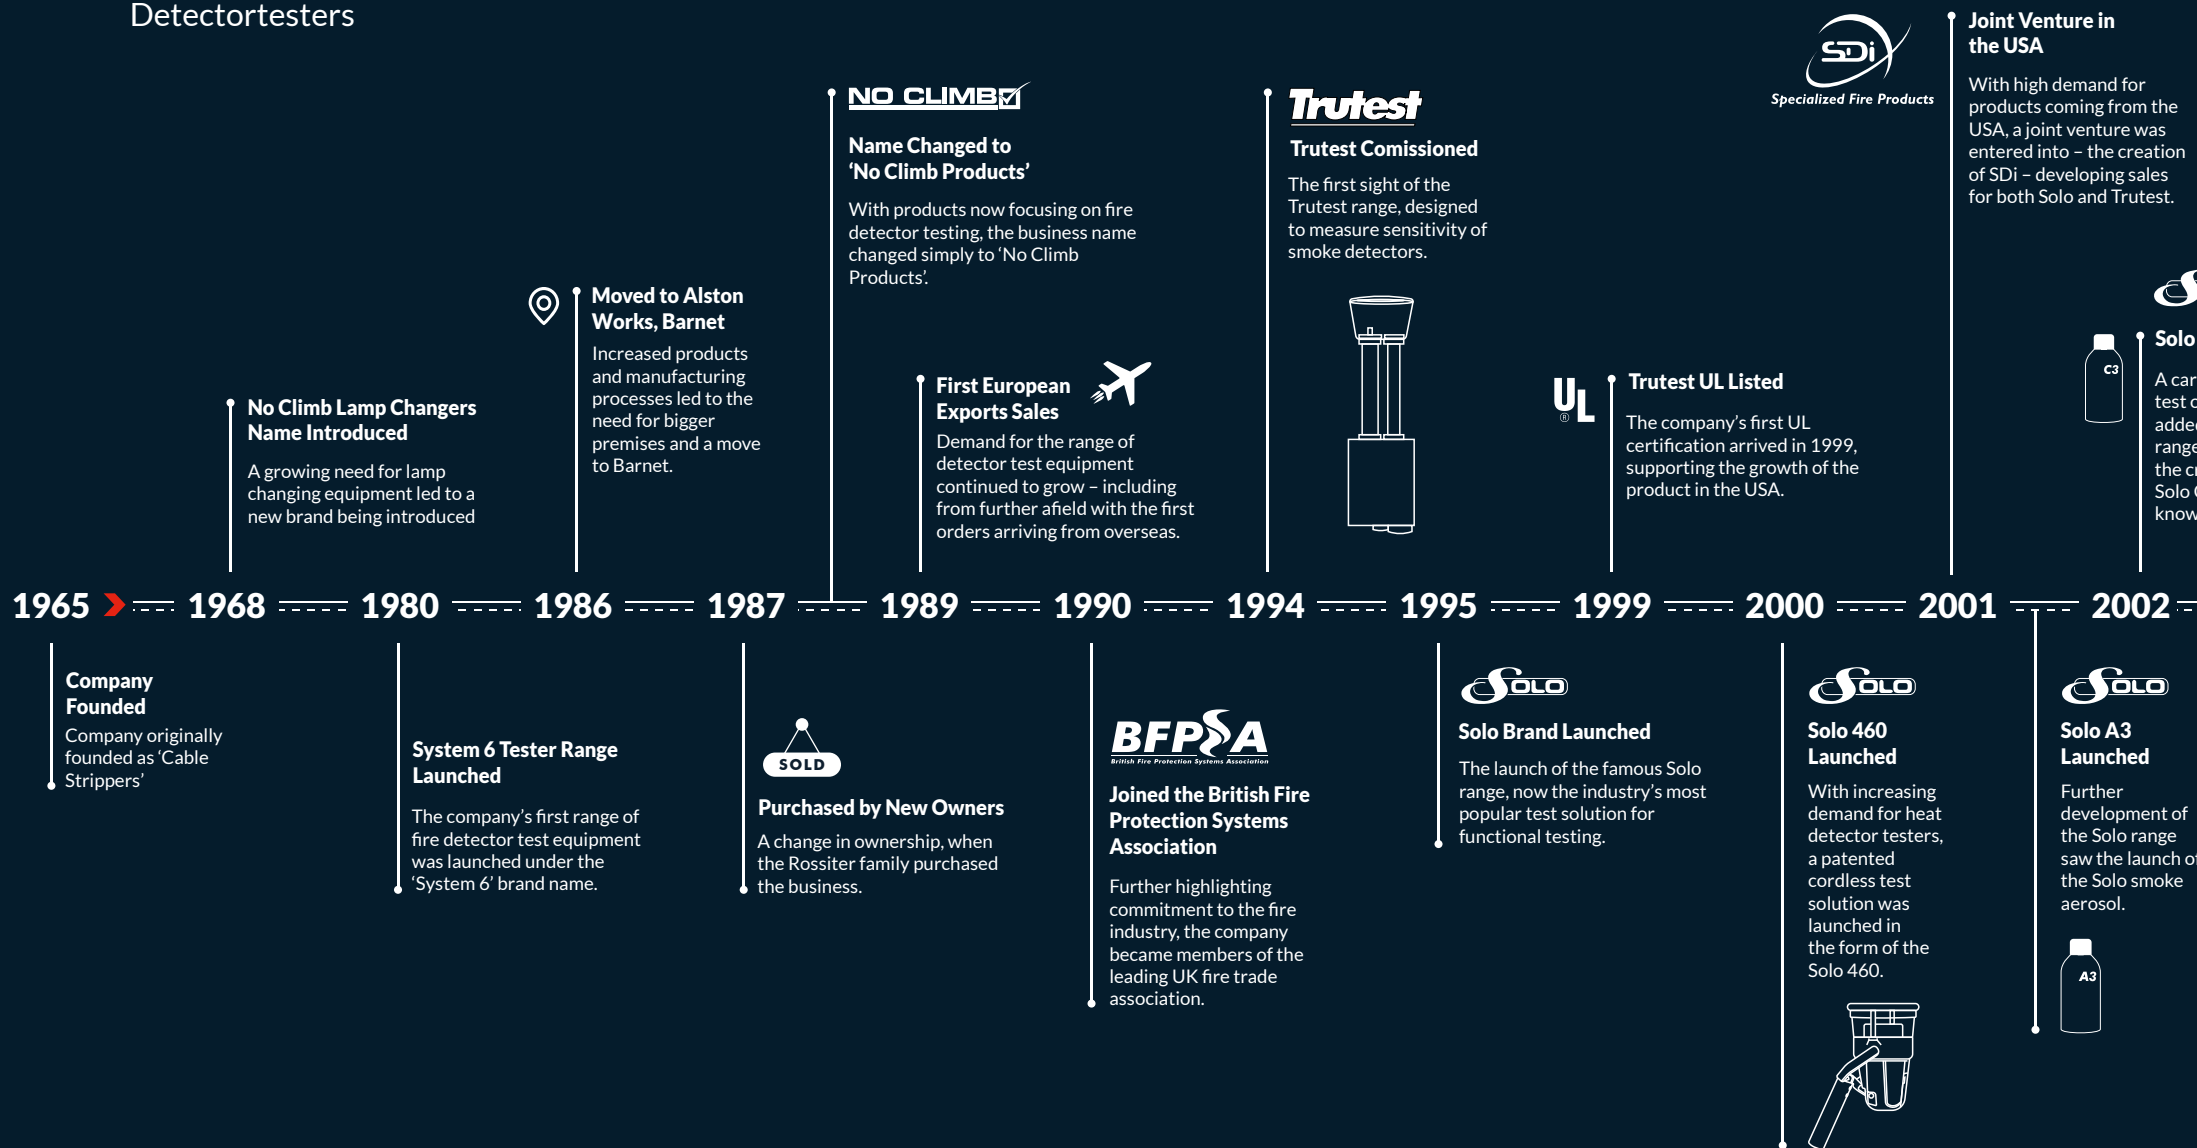 Detectortesters
NO CLIMB
Name Changed to
‘No Climb Products’
With products now focusing on fire
detector testing, the business name
changed simply to ‘No Climb
Products’.
Trutest
Trutest Comissioned
The first sight of the
Trutest range, designed
to measure sensitivity of
smoke detectors.
SDi
Specialized Fire Products
Joint Venture in
the USA
With high demand for
products coming from the
USA, a joint venture was
entered into – the creation
of SDi – developing sales
for both Solo and Trutest.
No Climb Lamp Changers
Name Introduced
A growing need for lamp
changing equipment led to a
new brand being introduced
Moved to Alston
Works, Barnet
Increased products
and manufacturing
processes led to the
need for bigger
premises and a move
to Barnet.
First European
Exports Sales
Demand for the range of
detector test equipment
continued to grow – including
from further afield with the first
orders arriving from overseas.
UL
®
Trutest UL Listed
The company’s first UL
certification arrived in 1999,
supporting the growth of the
product in the USA.
C3
Solo
A car
test
added
range
the
Solo
know
1965 1968 1980 1986 1987 1989 1990 1994 1995 1999 2000 2001 2002
Company
Founded
Company originally
founded as ‘Cable
Strippers’
System 6 Tester Range
Launched
The company’s first range of
fire detector test equipment
was launched under the
‘System 6’ brand name.
SOLD
Purchased by New Owners
A change in ownership, when
the Rossiter family purchased
the business.
BFPSA
British Fire Protection Systems Association
Joined the British Fire
Protection Systems
Association
Further highlighting
commitment to the fire
industry, the company
became members of the
leading UK fire trade
association.
SOLO
Solo Brand Launched
The launch of the famous Solo
range, now the industry’s most
popular test solution for
functional testing.
SOLO
Solo 460
Launched
With increasing
demand for heat
detector testers,
a patented
cordless test
solution was
launched in
the form of the
Solo 460.
SOLO
Solo A3
Launched
Further
development of
the Solo range
saw the launch of
the Solo smoke
aerosol.
A3